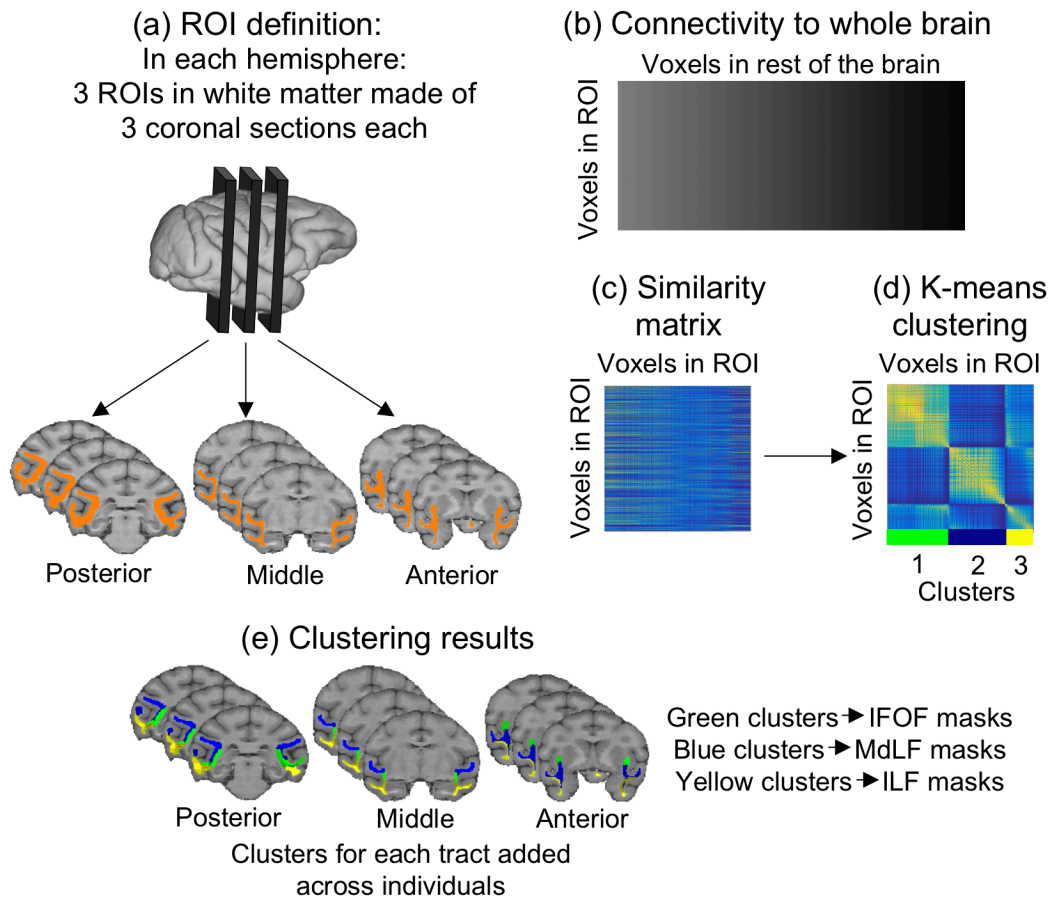 (a) ROI definition:
In each hemisphere:
3 ROIs in white matter made of
3 coronal sections each
Posterior
Middle
Anterior
(b) Connectivity to whole brain
Voxels in rest of the brain
Voxels in ROI
(c) Similarity
matrix
Voxels in ROI
Voxels in ROI
(d) K-means
clustering
Voxels in ROI
Voxels in ROI
1 2 3
Clusters
(e) Clustering results
Posterior
Middle
Anterior
Clusters for each tract added
across individuals
Green clusters IFOF masks
Blue clusters MdLF masks
Yellow clusters ILF masks